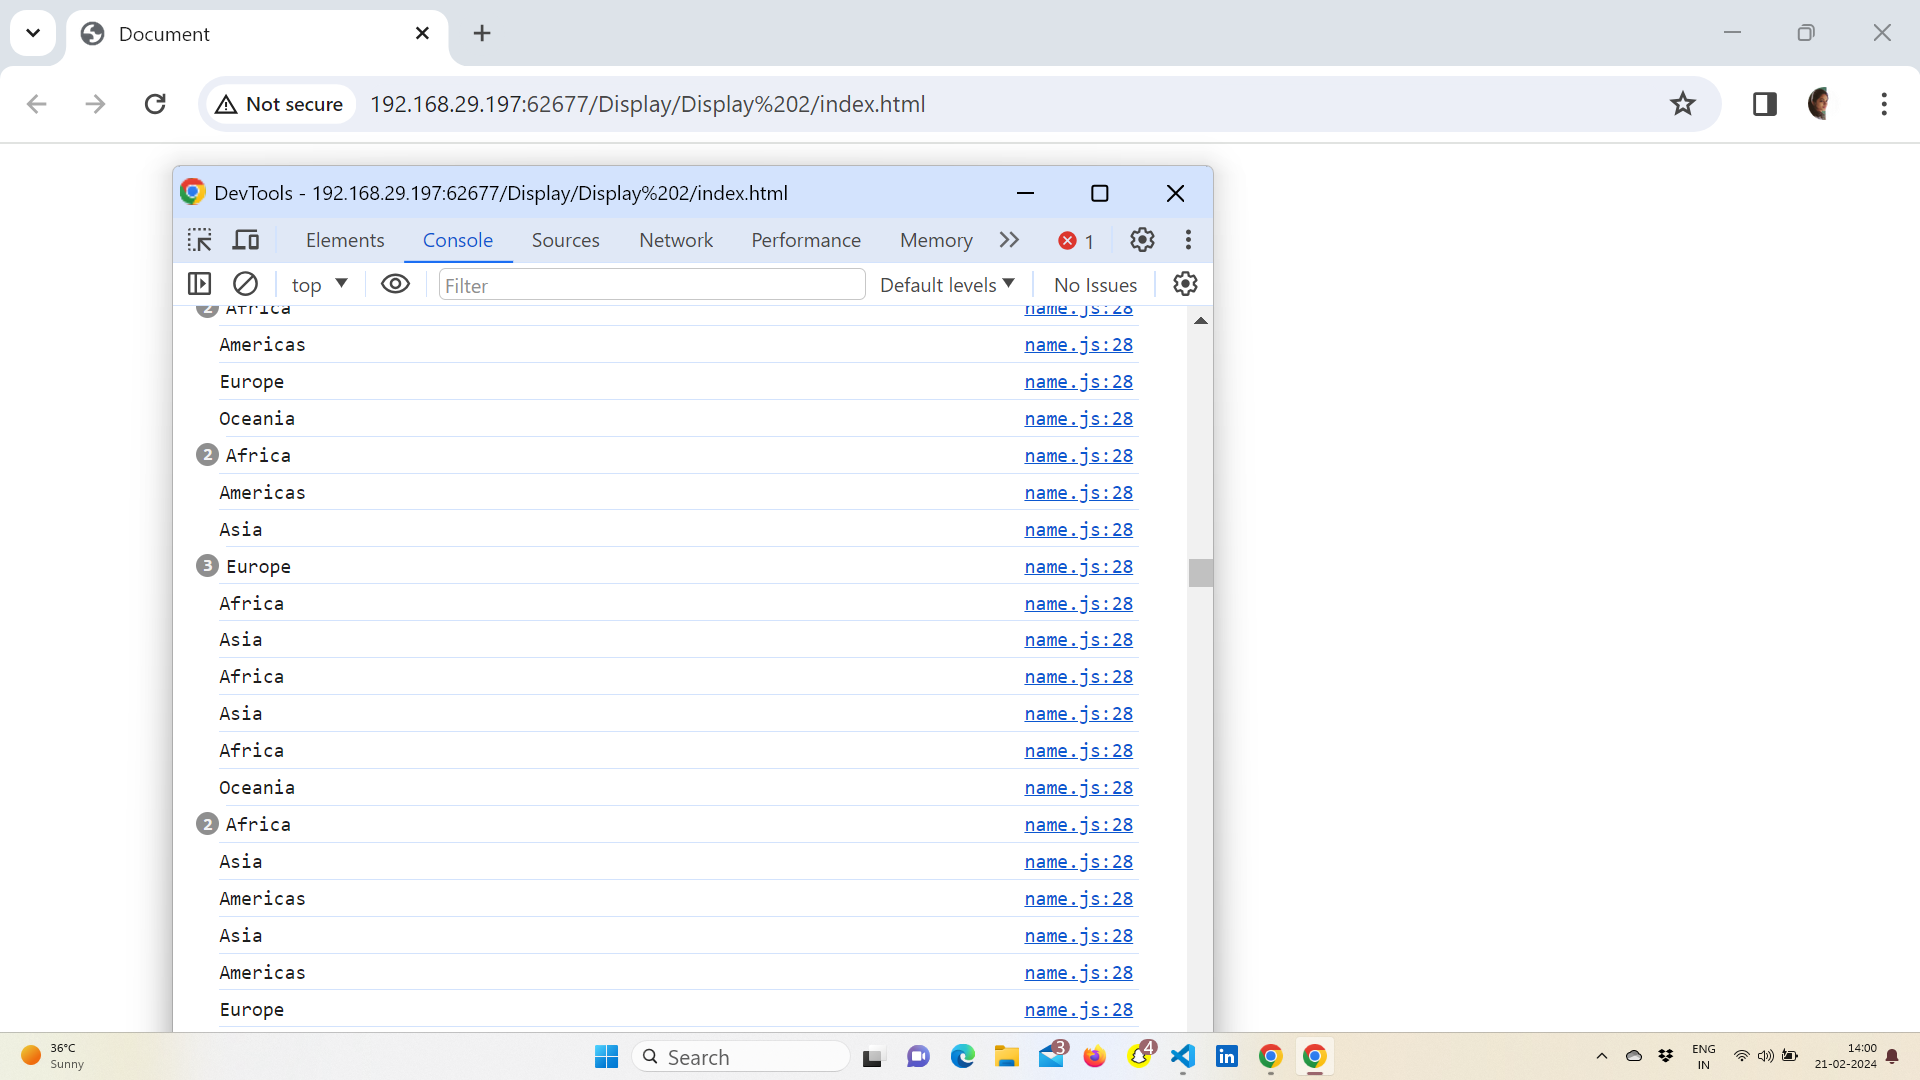 Document
Not secure 192.168.29.197:62677/Display/Display%202/index.html
DevTools - 192.168.29.197:62677/Display/Display%202/index.html
Elements Console Sources Network Performance Memory 1
top Filter Default levels No Issues
2 Africa name.js:28
Americas name.js:28
Europe name.js:28
Oceania name.js:28
2 Africa name.js:28
Americas name.js:28
Asia name.js:28
3 Europe name.js:28
Africa name.js:28
Asia name.js:28
Africa name.js:28
Asia name.js:28
Africa name.js:28
Oceania name.js:28
2 Africa name.js:28
Asia name.js:28
Americas name.js:28
Asia name.js:28
Americas name.js:28
Europe name.js:28
36°C
Sunny
Search
3
4
in
ENG
IN
14:00
21-02-2024